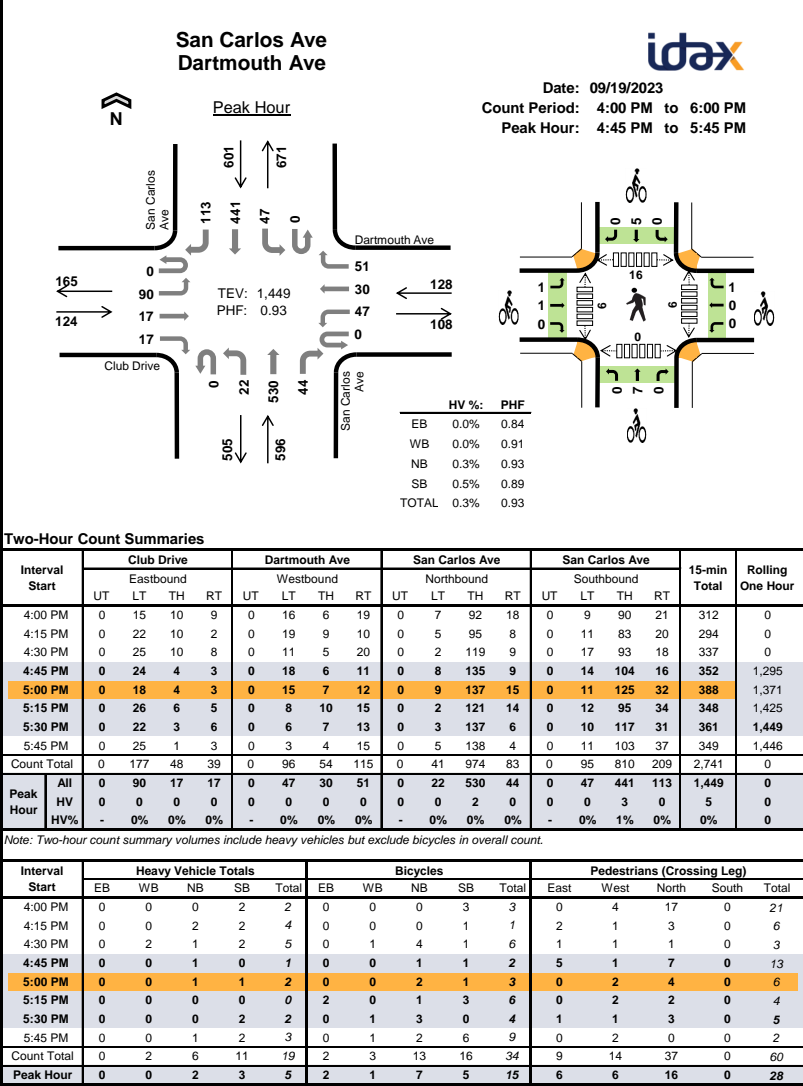 San Carlos Ave
Dartmouth Ave
idax
Date: 09/19/2023
Count Period: 4:00 PM to 6:00 PM
Peak Hour: 4:45 PM to 5:45 PM
N
Peak Hour
601
671
San Carlos
Ave
113 441 47 0
Dartmouth Ave
0
90
17
17
165
124
TEV: 1,449
PHF: 0.93
51
30
47
0
128
108
Club Drive
0 22 530 44
San Carlos
Ave
505
596
0 5 0
16
1
1
0
6
6
1
0
0
0
0 7 0
HV %: PHF
EB 0.0% 0.84
WB 0.0% 0.91
NB 0.3% 0.93
SB 0.5% 0.89
TOTAL 0.3% 0.93
Two-Hour Count Summaries
Interval Start Club Drive Dartmouth Ave San Carlos Ave San Carlos Ave 15-min Total Rolling One Hour
Eastbound Westbound Northbound Southbound
UT LT TH RT UT LT TH RT UT LT TH RT UT LT TH RT
4:00 PM 0 15 10 9 0 16 6 19 0 7 92 18 0 9 90 21 312 0
4:15 PM 0 22 10 2 0 19 9 10 0 5 95 8 0 11 83 20 294 0
4:30 PM 0 25 10 8 0 11 5 20 0 2 119 9 0 17 93 18 337 0
4:45 PM 0 24 4 3 0 18 6 11 0 8 135 9 0 14 104 16 352 1,295
5:00 PM 0 18 4 3 0 15 7 12 0 9 137 15 0 11 125 32 388 1,371
5:15 PM 0 26 6 5 0 8 10 15 0 2 121 14 0 12 95 34 348 1,425
5:30 PM 0 22 3 6 0 6 7 13 0 3 137 6 0 10 117 31 361 1,449
5:45 PM 0 25 1 3 0 3 4 15 0 5 138 4 0 11 103 37 349 1,446
Count Total 0 177 48 39 0 96 54 115 0 41 974 83 0 95 810 209 2,741 0
Peak Hour All 0 90 17 17 0 47 30 51 0 22 530 44 0 47 441 113 1,449 0
HV 0 0 0 0 0 0 0 0 0 0 2 0 0 0 3 0 5 0
HV% - 0% 0% 0% - 0% 0% 0% - 0% 0% 0% - 0% 1% 0% 0% 0
Note: Two-hour count summary volumes include heavy vehicles but exclude bicycles in overall count.
Interval Start Heavy Vehicle Totals Bicycles Pedestrians (Crossing Leg)
EB WB NB SB Total EB WB NB SB Total East West North South Total
4:00 PM 0 0 0 2 2 0 0 0 3 3 0 4 17 0 21
4:15 PM 0 0 2 2 4 0 0 0 1 1 2 1 3 0 6
4:30 PM 0 2 1 2 5 0 1 4 1 6 1 1 1 0 3
4:45 PM 0 0 1 0 1 0 0 1 1 2 5 1 7 0 13
5:00 PM 0 0 1 1 2 0 0 2 1 3 0 2 4 0 6
5:15 PM 0 0 0 0 0 2 0 1 3 6 0 2 2 0 4
5:30 PM 0 0 0 2 2 0 1 3 0 4 1 1 3 0 5
5:45 PM 0 0 1 2 3 0 1 2 6 9 0 2 0 0 2
Count Total 0 2 6 11 19 2 3 13 16 34 9 14 37 0 60
Peak Hour 0 0 2 3 5 2 1 7 5 15 6 6 16 0 28